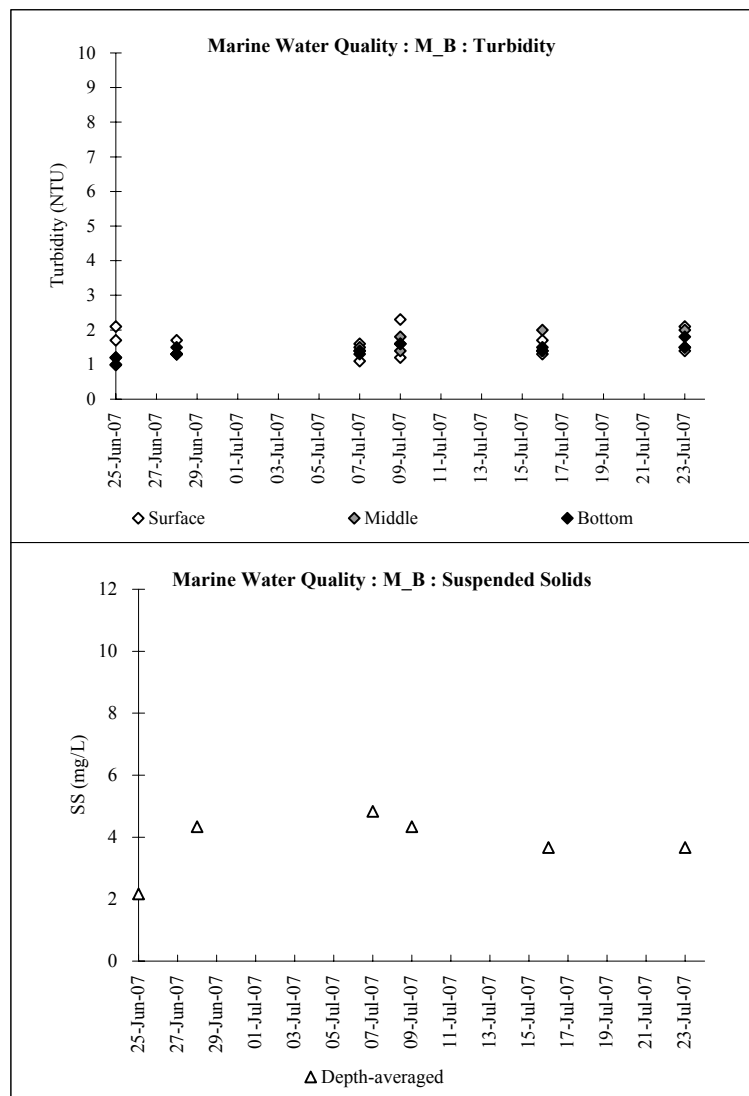 Marine Water Quality : M_B : Turbidity
10
9
8
7
6
5
4
3
2
1
0
Turbidity (NTU)
25-Jun-07
27-Jun-07
29-Jun-07
01-Jul-07
03-Jul-07
05-Jul-07
07-Jul-07
09-Jul-07
11-Jul-07
13-Jul-07
15-Jul-07
17-Jul-07
19-Jul-07
21-Jul-07
23-Jul-07
Surface Middle Bottom
Marine Water Quality : M_B : Suspended Solids
12
10
8
6
4
2
0
SS (mg/L)
25-Jun-07
27-Jun-07
29-Jun-07
01-Jul-07
03-Jul-07
05-Jul-07
07-Jul-07
09-Jul-07
11-Jul-07
13-Jul-07
15-Jul-07
17-Jul-07
19-Jul-07
21-Jul-07
23-Jul-07
Depth-averaged